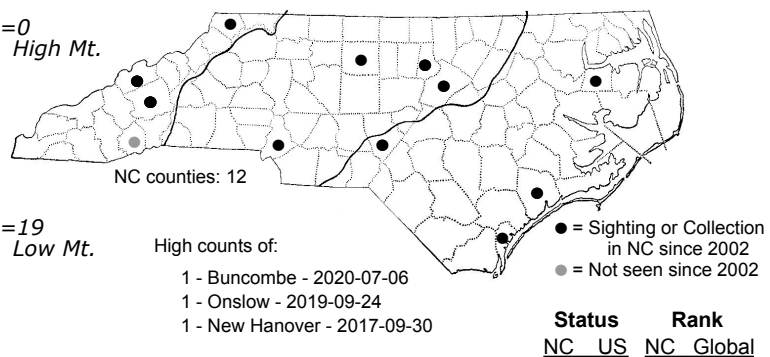 =0
High Mt.
NC counties: 12
=19
Low Mt.
High counts of:
1 - Buncombe - 2020-07-06
1 - Onslow - 2019-09-24
1 - New Hanover - 2017-09-30
● = Sighting or Collection
in NC since 2002
● = Not seen since 2002
Status Rank
NC US NC Global